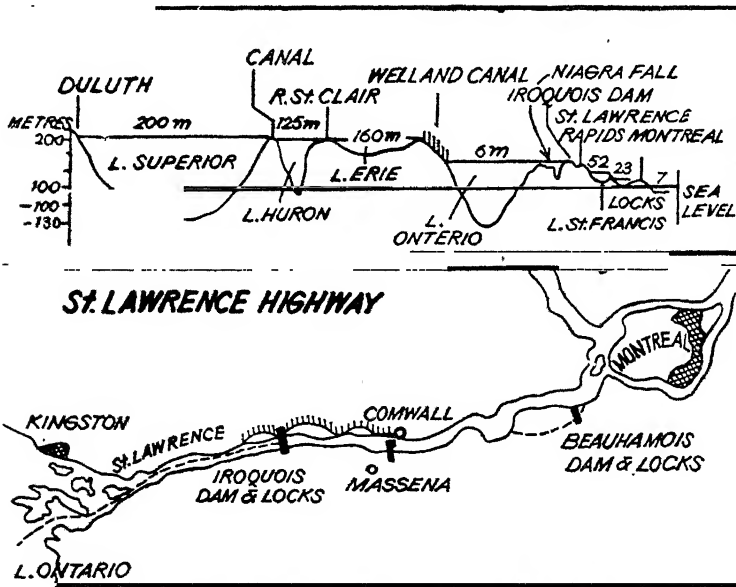 CANAL
DULUTH
R.St.CLAIR
WELLAND CANAL
NIAGRA FALL
IROQUOIS DAM
St. LAWRENCE
RAPIDS MONTREAL
METRES
200
200m
125m
160m
6m
52
23
7
L. SUPERIOR
L.ERIE
100
-100
-130
L.HURON
L.
ONTERIO
LOCKS
L.St.FRANCIS
SEA
LEVEL
St. LAWRENCE HIGHWAY
MONTREAL
KINGSTON
St.LAWRENCE
COMWALL
IROQUOIS
DAM & LOCKS
MASSENA
BEAUHAMOIS
DAM & LOCKS
L.ONTARIO